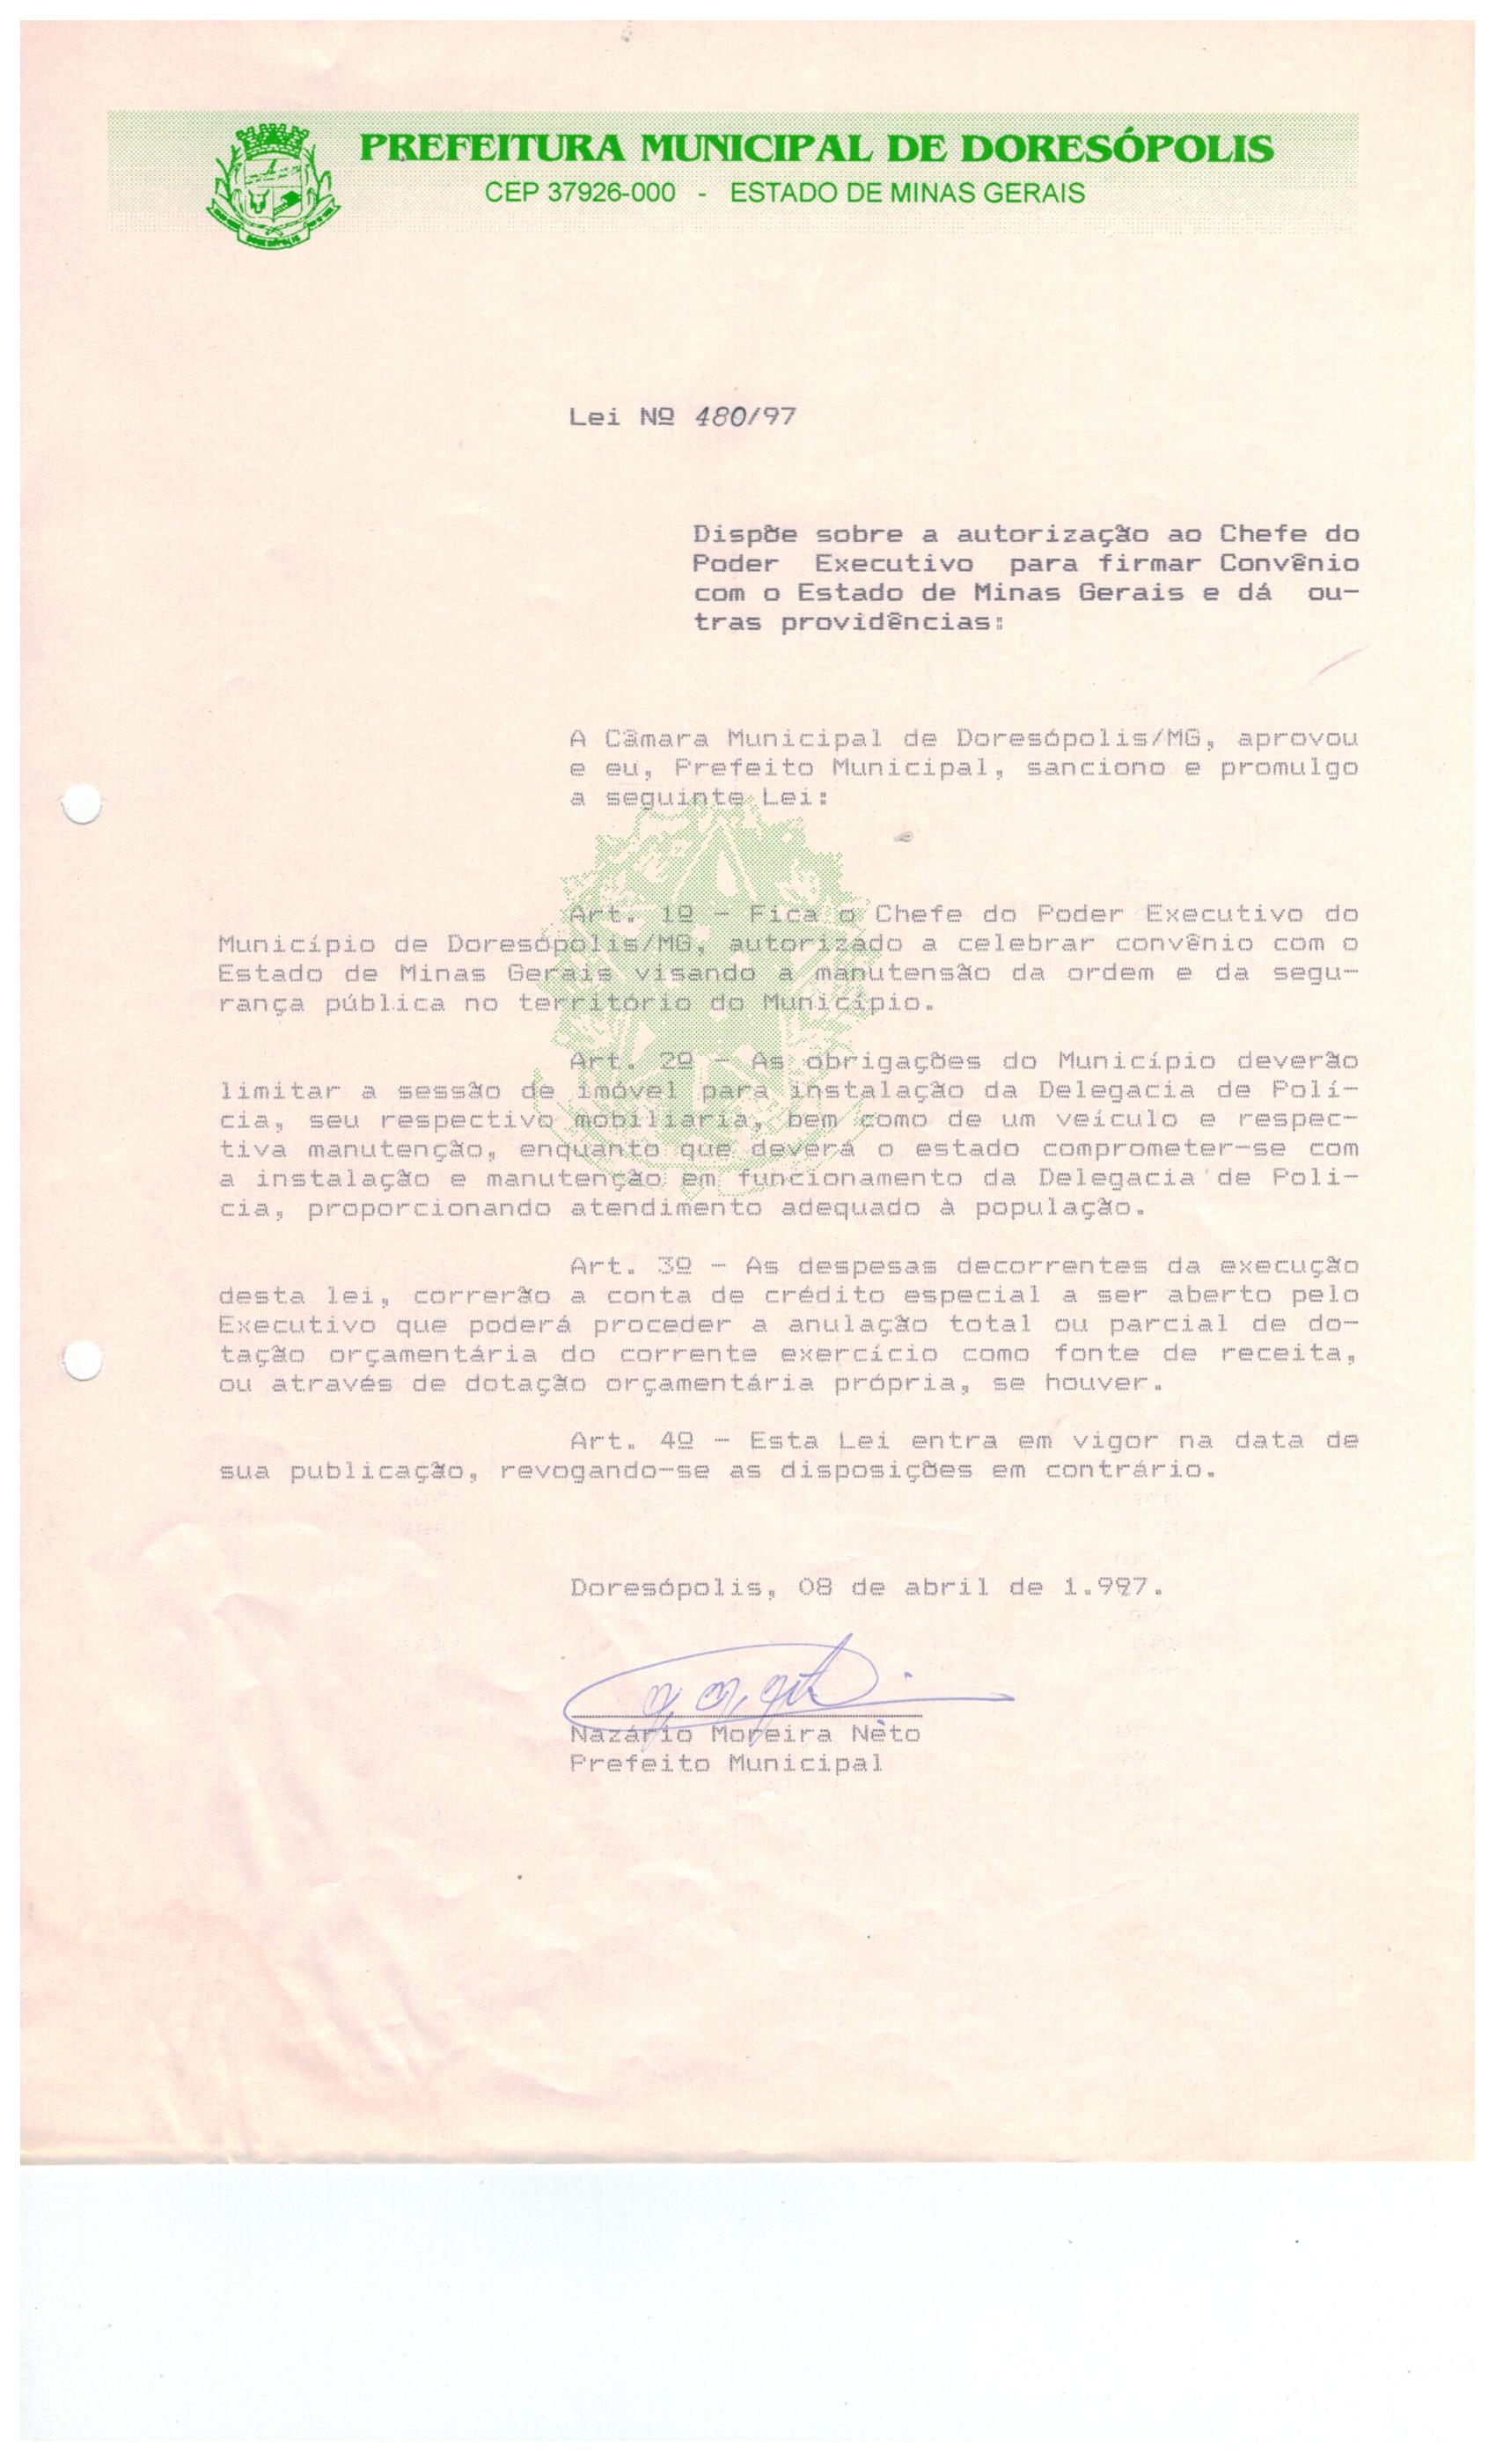 PREFEITURA MUNICIPAL DE DORESÓPOLIS
CEP 37926-000 - ESTADO DE MINAS GERAIS
Lei Nº 480/97
Dispõe sobre a autorização ao Chefe do
Poder Executivo para firmar Convênio
com o Estado de Minas Gerais e dá ou-
tras providências:
A Câmara Municipal de Doresópolis/MG, aprovou
e eu, Prefeito Municipal, sanciono e promulgo
a seguinte Lei:
Art. 1º - Fica o Chefe do Poder Executivo do
Município de Doresópolis/MG, autorizado a celebrar convênio com o
Estado de Minas Gerais visando a manutensão da ordem e da segu-
rança pública no território do Município.
Art. 2º - As obrigações do Município deverão
limitar a sessão de imóvel para instalação da Delegacia de Polí-
cia, seu respectivo mobiliaria, bem como de um veículo e respec-
tiva manutenção, enquanto que deverá o estado comprometer-se com
a instalação e manutenção em funcionamento da Delegacia de Poli-
cia, proporcionando atendimento adequado à população.
Art. 3º - As despesas decorrentes da execução
desta lei, correrão a conta de crédito especial a ser aberto pelo
Executivo que poderá proceder a anulação total ou parcial de do-
tação orçamentária do corrente exercício como fonte de receita,
ou através de dotação orçamentária própria, se houver.
Art. 4º - Esta Lei entra em vigor na data de
sua publicação, revogando-se as disposições em contrário.
Doresópolis, 08 de abril de 1.997.
Nazário Moreira Nêto
Prefeito Municipal